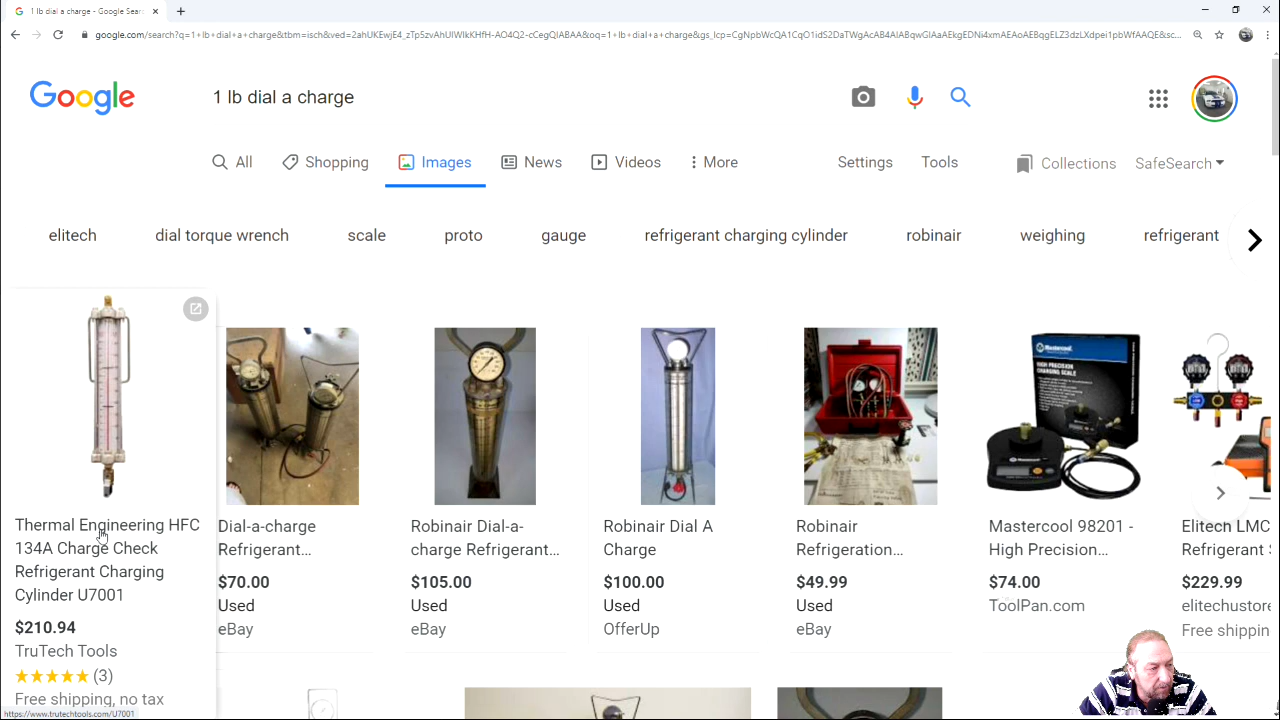 1 lb dial a charge - Google Sear
google.com/search?q=1+lb+dial+a+charge&tbm=isch&ved=2ahUKEwjE4_zTp5zvAhUIWlkKHfH-AO4Q2-cCegQIABAA&oq=1+lb+dial+a+charge&gs_lcp=CgNpbWcQA1CqO1idS2DaTWgAcAB4AIABqwGIAaAEkgEDNi4xmAEAoAEBqgELZ3dzLXdpei1pbWfAAQE&sc...
Google
1 lb dial a charge
All
Shopping
Images
News
Videos
More
Settings
Tools
Collections
SafeSearch
elitech
dial torque wrench
scale
proto
gauge
refrigerant charging cylinder
robinair
weighing
refrigerant
Thermal Engineering HFC
134A Charge Check
Refrigerant Charging
Cylinder U7001
$210.94
TruTech Tools
(3)
Free shipping, no tax
Dial-a-charge
Refrigerant...
$70.00
Used
eBay
Robinair Dial-a-
charge Refrigerant...
$105.00
Used
eBay
Robinair Dial A
Charge
$100.00
Used
OfferUp
Robinair
Refrigeration...
$49.99
Used
eBay
Mastercool 98201 -
High Precision...
$74.00
ToolPan.com
Elitech LMC
Refrigerant
$229.99
elitechustore
Free shippin
https://www.trutechtools.com/U7001